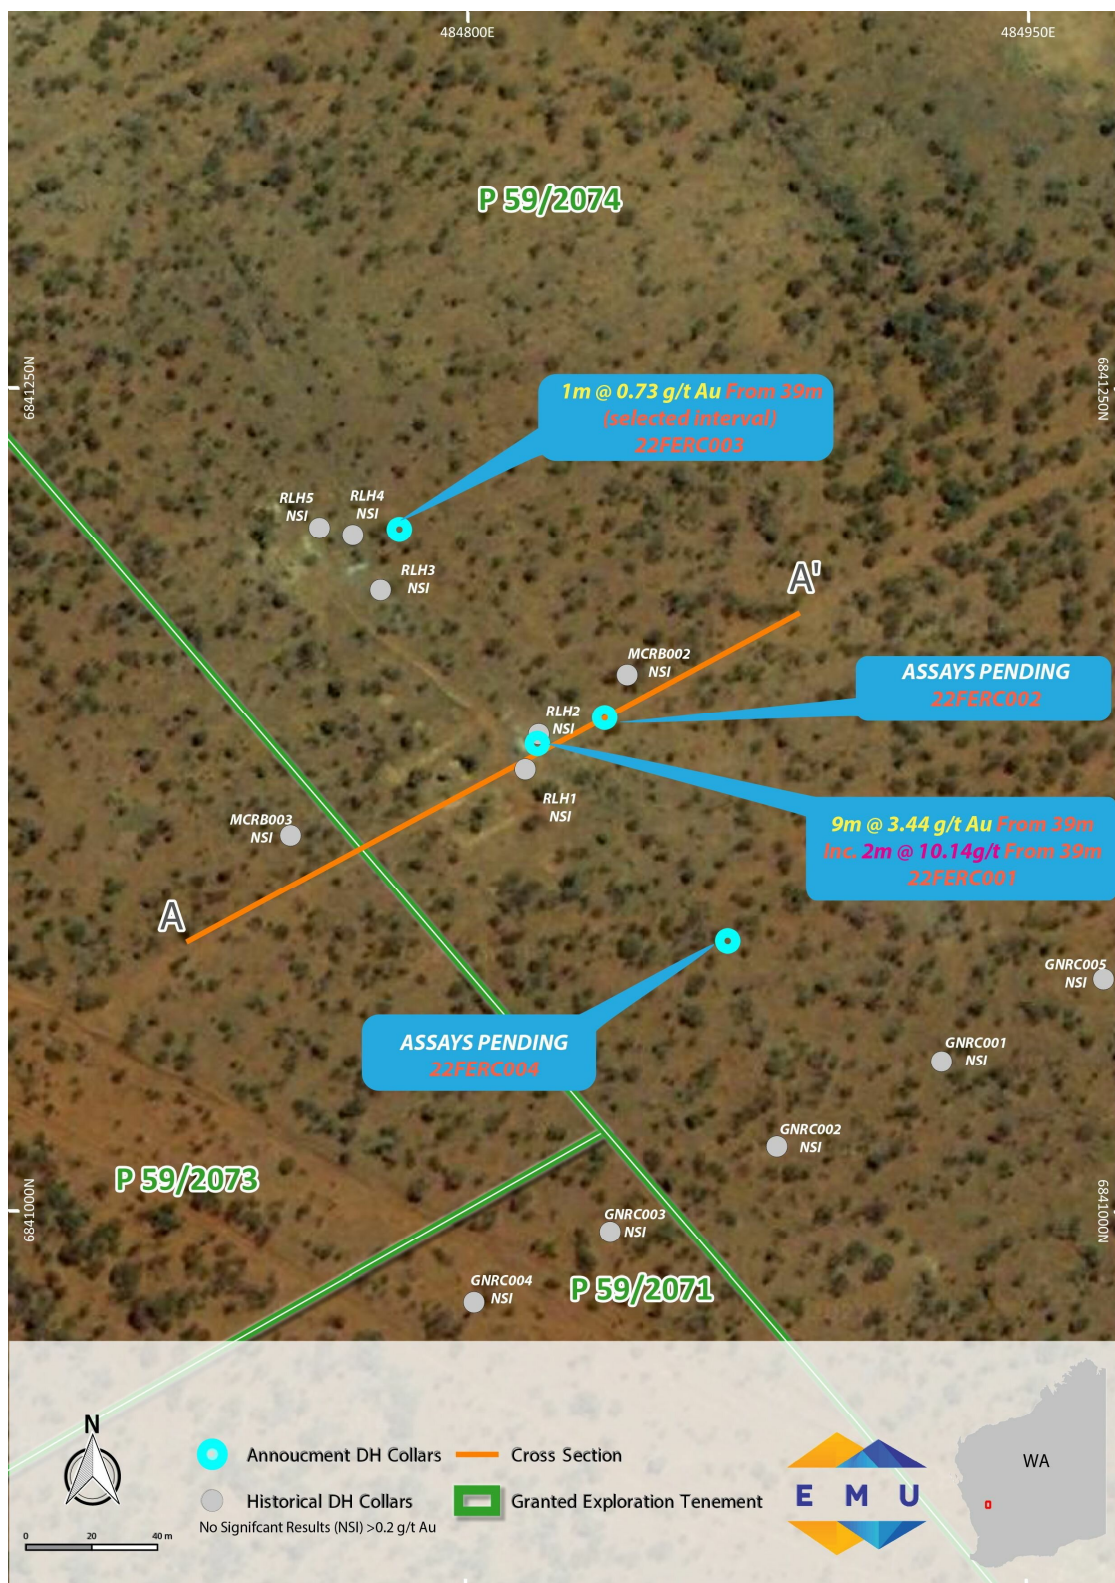 484800E
484950E
P 59/2074
6841250N
6841250N
1m @ 0.73 g/t Au From 39m
(selected interval)
22FERC003
RLH5
NSI
RLH4
NSI
RLH3
NSI
A'
MCRB002
NSI
ASSAYS PENDING
22FERC002
RLH2
NSI
RLH1
NSI
MCRB003
NSI
9m @ 3.44 g/t Au From 39m
Inc. 2m @ 10.14g/t From 39m
22FERC001
A
GNRC005
NSI
ASSAYS PENDING
22FERC004
GNRC001
NSI
GNRC002
NSI
P 59/2073
6841000N
6841000N
GNRC003
NSI
GNRC004
NSI
P 59/2071
N
Annoucment DH Collars
Cross Section
Historical DH Collars
Granted Exploration Tenement
No Signifcant Results (NSI) >0.2 g/t Au
0 20 40 m
E M U
WA